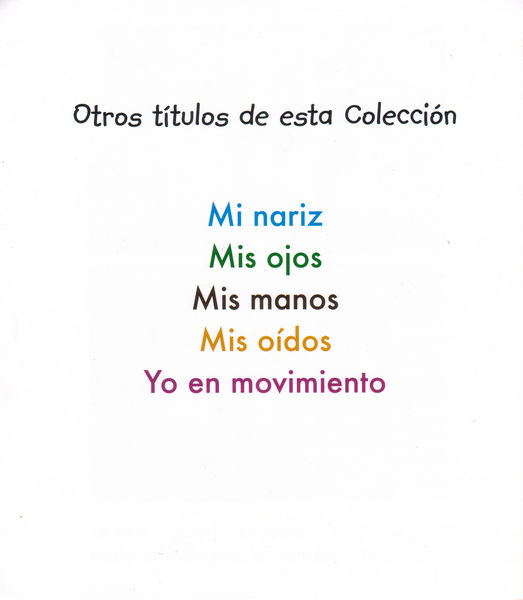 Otros títulos de esta Colección
Mi nariz
Mis ojos
Mis manos
Mis oídos
Yo en movimiento